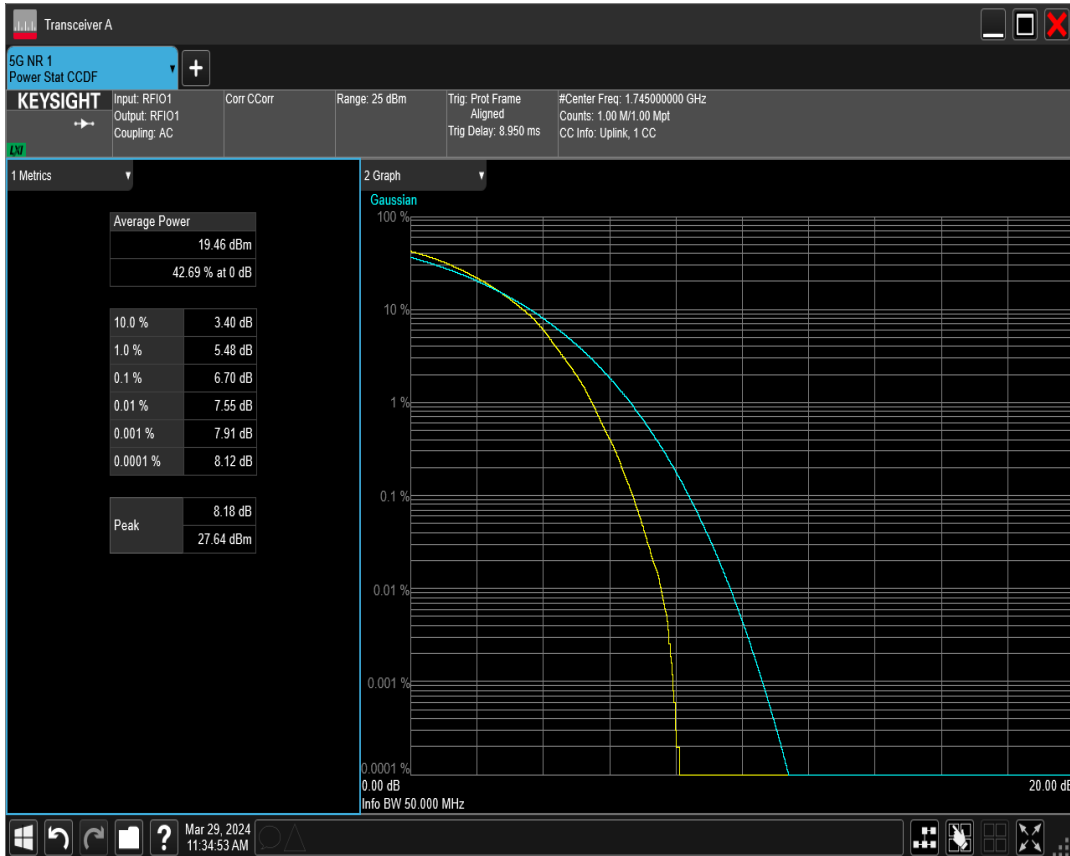 Transceiver A
5G NR 1
Power Stat CCDF
+
KEYSIGHT
LXI
Input: RFIO1
Output: RFIO1
Coupling: AC
Corr CCorr
Range: 25 dBm
Trig: Prot Frame
Aligned
Trig Delay: 8.950 ms
#Center Freq: 1.745000000 GHz
Counts: 1.00 M/1.00 Mpt
CC Info: Uplink, 1 CC
1 Metrics
Average Power
19.46 dBm
42.69 % at 0 dB
10.0 % 3.40 dB
1.0 % 5.48 dB
0.1 % 6.70 dB
0.01 % 7.55 dB
0.001 % 7.91 dB
0.0001 % 8.12 dB
Peak 8.18 dB
27.64 dBm
2 Graph
Gaussian
100 %
10 %
1 %
0.1 %
0.01 %
0.001 %
0.0001 %
0.00 dB 20.00 dB
Info BW 50.000 MHz
?
Mar 29, 2024
11:34:53 AM